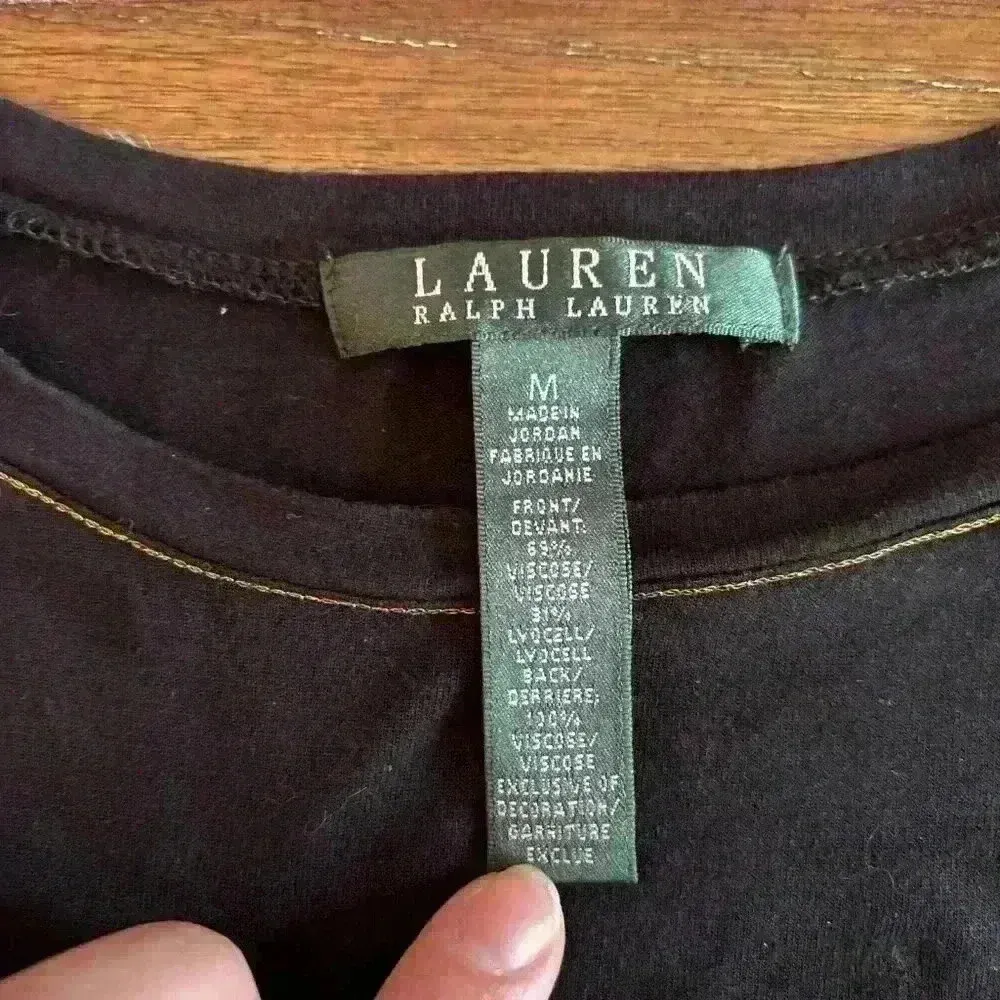 LAUREN
RALPH LAUREN
M
MADE IN
JORDAN
FABRIQUE EN
JORDANIE
FRONT/
DEVANT:
69%
VISCOSE/
VISCOSE
31%
LYOCELL/
LYOCELL
BACK/
DERRIERE:
100%
VISCOSE/
VISCOSE
EXCLUSIVE OF
DECORATION/
GARNITURE
EXCLUE